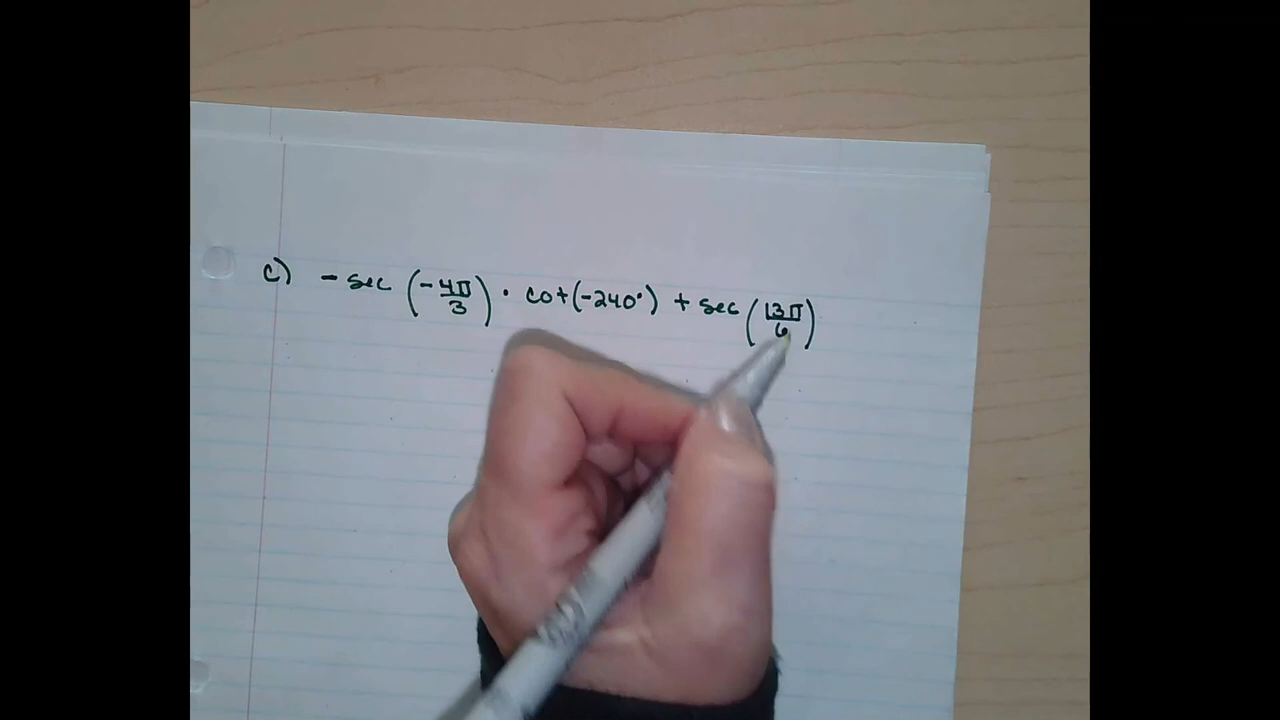 c) - sec (-4π/3) · cot(-240°) + sec (13π/6)